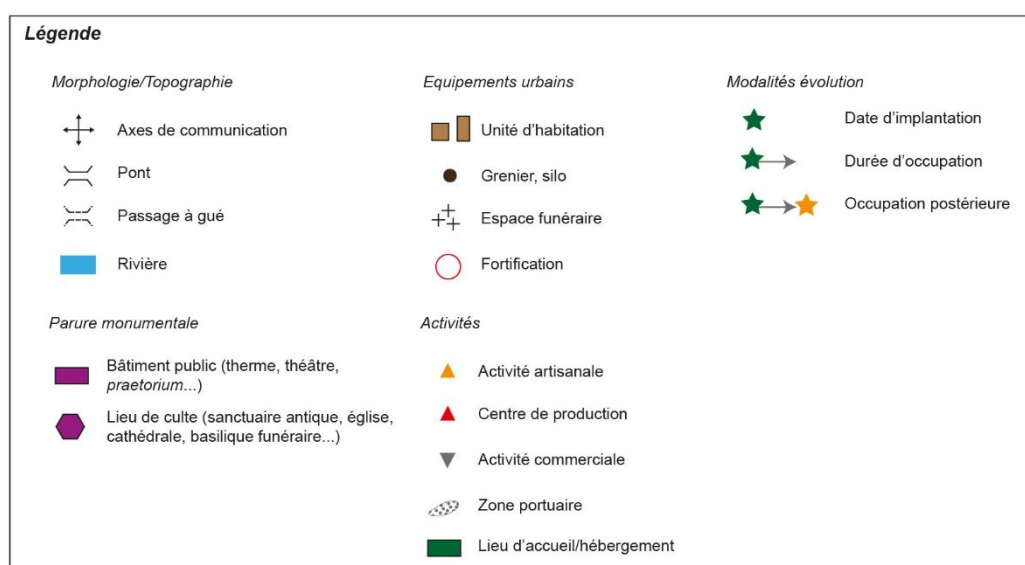 Légende
Morphologie/Topographie
Axes de communication
Pont
Passage à gué
Rivière
Equipements urbains
Unité d'habitation
Grenier, silo
Espace funéraire
Fortification
Modalités évolution
Date d'implantation
Durée d'occupation
Occupation postérieure
Parure monumentale
Bâtiment public (therme, théâtre,
praetorium...)
Lieu de culte (sanctuaire antique, église,
cathédrale, basilique funéraire...)
Activités
Activité artisanale
Centre de production
Activité commerciale
Zone portuaire
Lieu d'accueil/hébergement